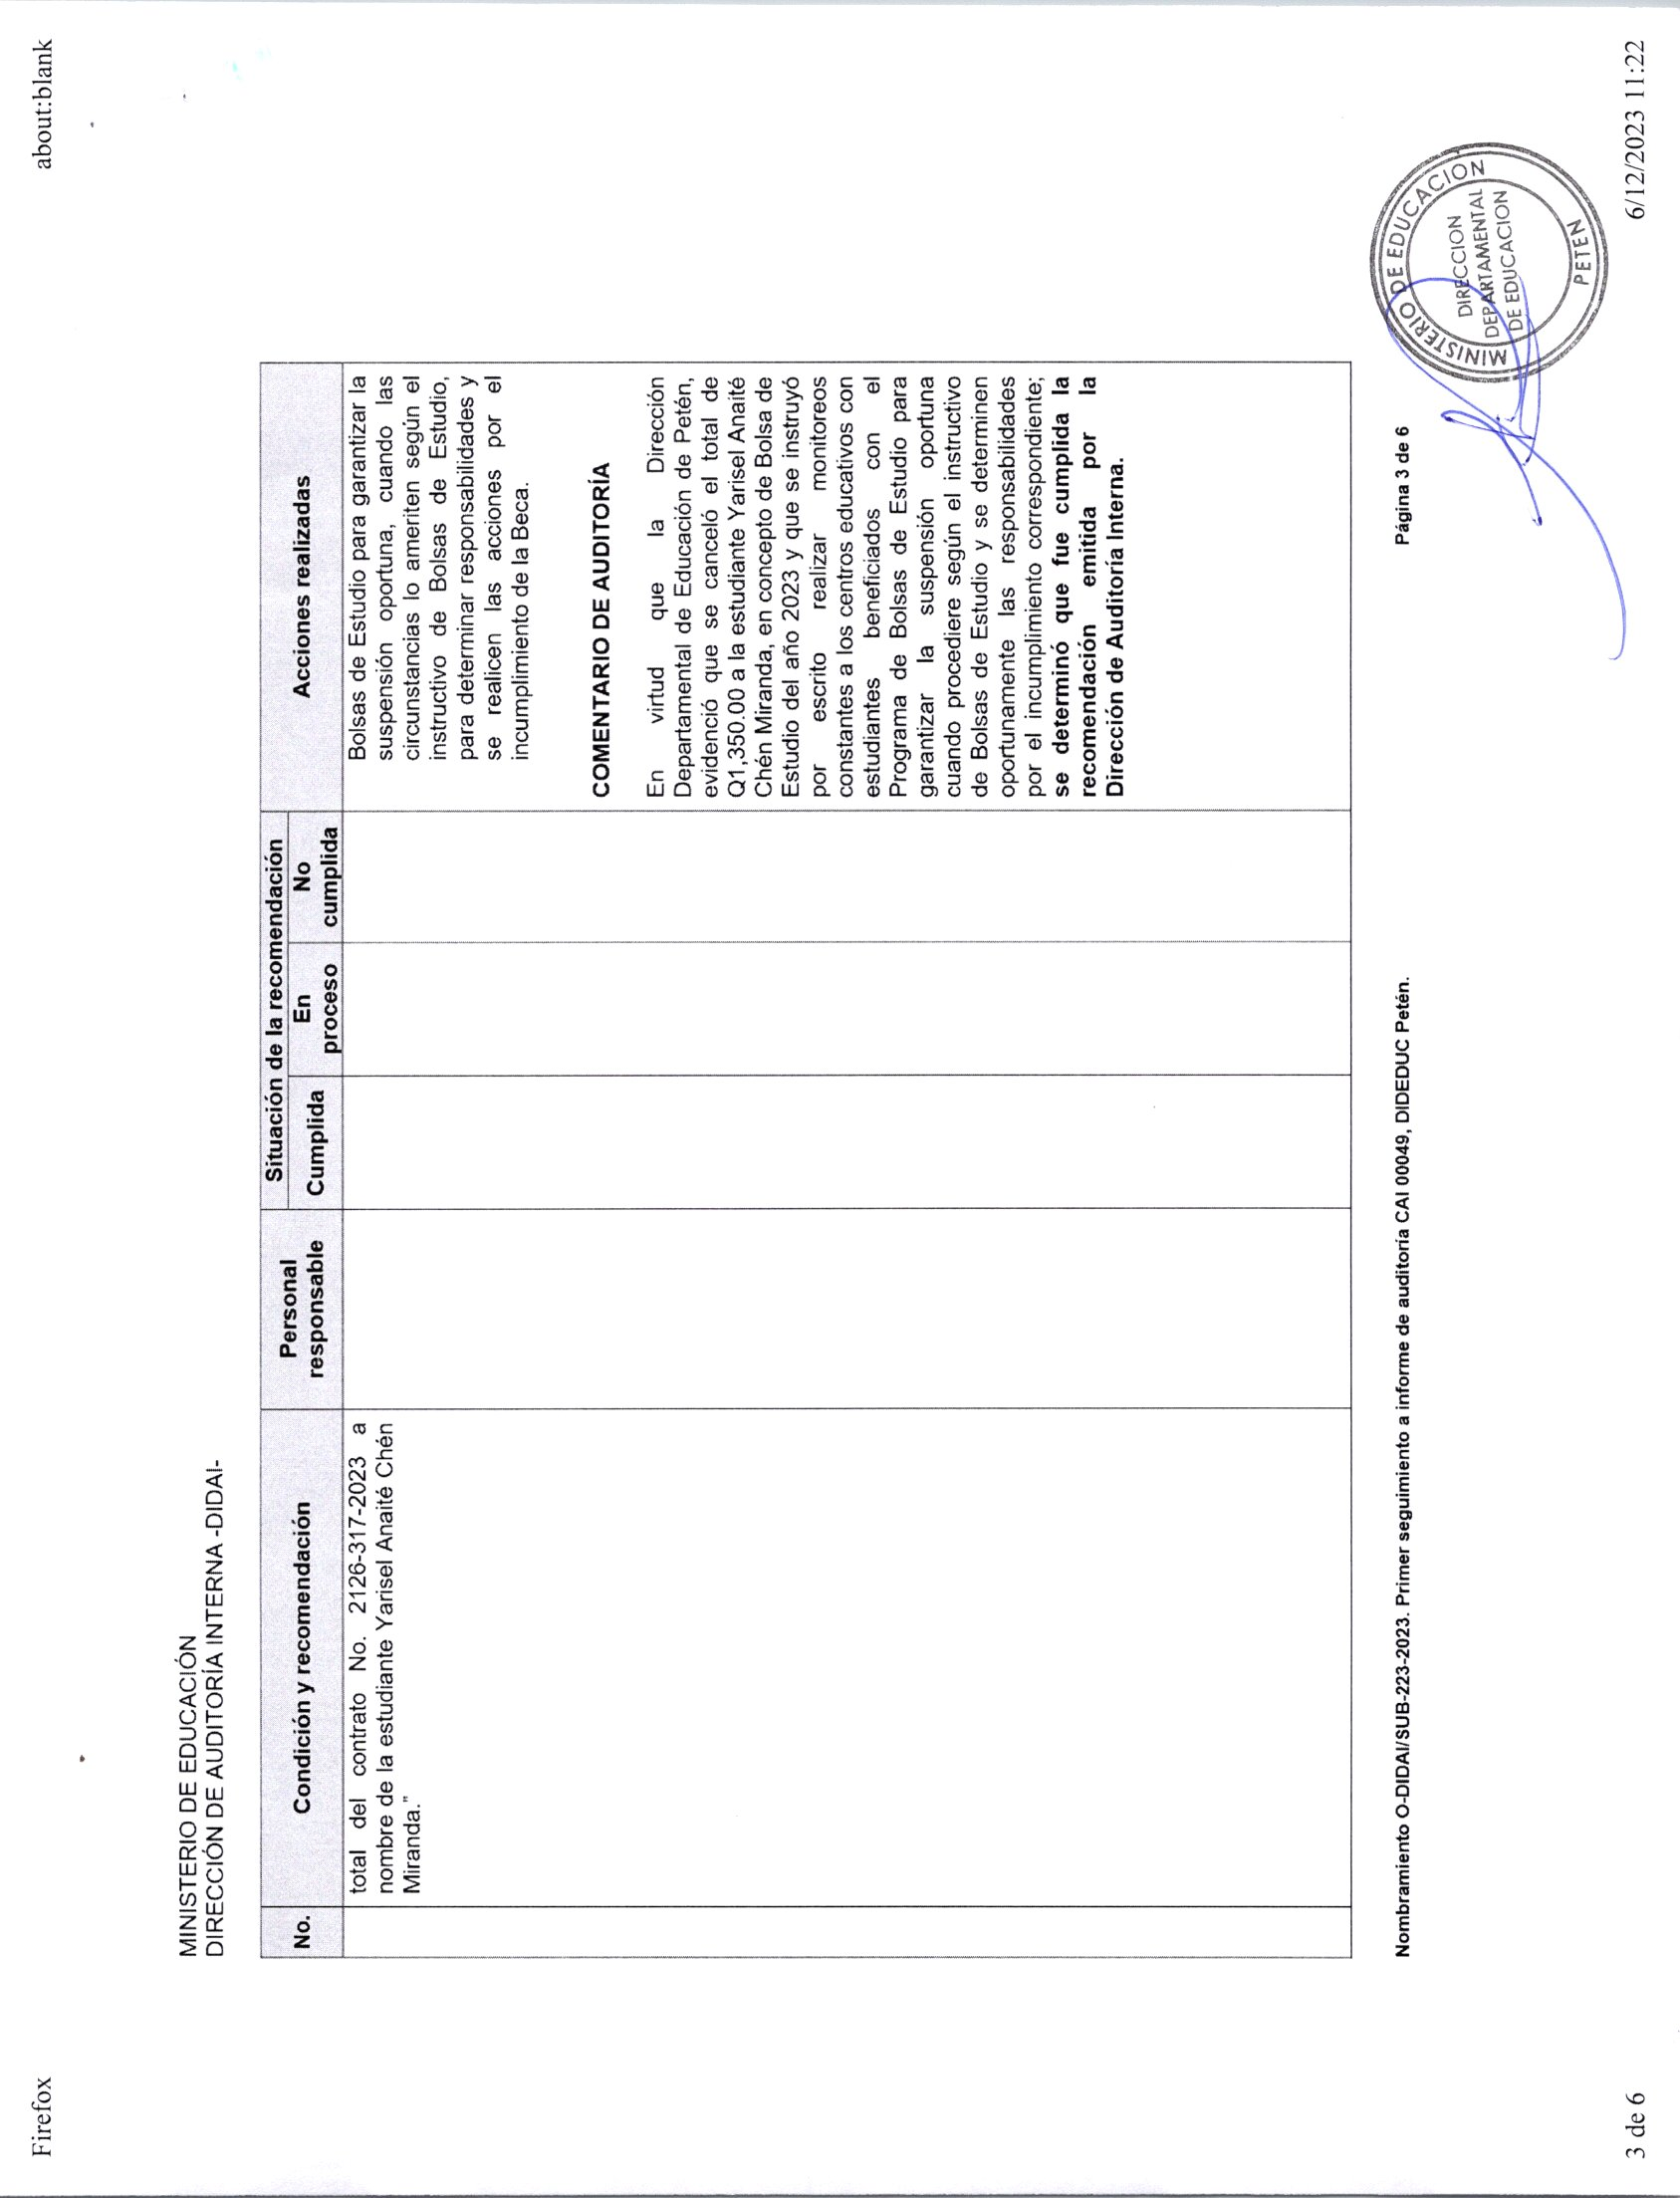 Firefox
about:blank
MINISTERIO DE EDUCACIÓN
DIRECCIÓN DE AUDITORÍA INTERNA -DIDAI-
No.
Condición y recomendación
Personal
responsable
Situación de la recomendación
Cumplida
En
proceso
No
cumplida
Acciones realizadas
total del contrato No. 2126-317-2023 a
nombre de la estudiante Yarisel Anaité Chén
Miranda.”
Bolsas de Estudio para garantizar la
suspensión oportuna, cuando las
circunstancias lo ameriten según el
instructivo de Bolsas de Estudio,
para determinar responsabilidades y
se realicen las acciones por el
incumplimiento de la Beca.
COMENTARIO DE AUDITORÍA
En virtud que la Dirección
Departamental de Educación de Petén,
evidenció que se canceló el total de
Q1,350.00 a la estudiante Yarisel Anaité
Chén Miranda, en concepto de Bolsa de
Estudio del año 2023 y que se instruyó
por escrito realizar monitoreos
constantes a los centros educativos con
estudiantes beneficiados con el
Programa de Bolsas de Estudio para
garantizar la suspensión oportuna
cuando procediere según el instructivo
de Bolsas de Estudio y se determinen
oportunamente las responsabilidades
por el incumplimiento correspondiente;
se determinó que fue cumplida la
recomendación emitida por la
Dirección de Auditoría Interna.
Nombramiento O-DIDAI/SUB-223-2023. Primer seguimiento a informe de auditoría CAI 00049, DIDEDUC Petén.
Página 3 de 6
MINISTERIO DE EDUCACION
DIRECCION
DEPARTAMENTAL
DE EDUCACION
PETEN
3 de 6
6/12/2023 11:22